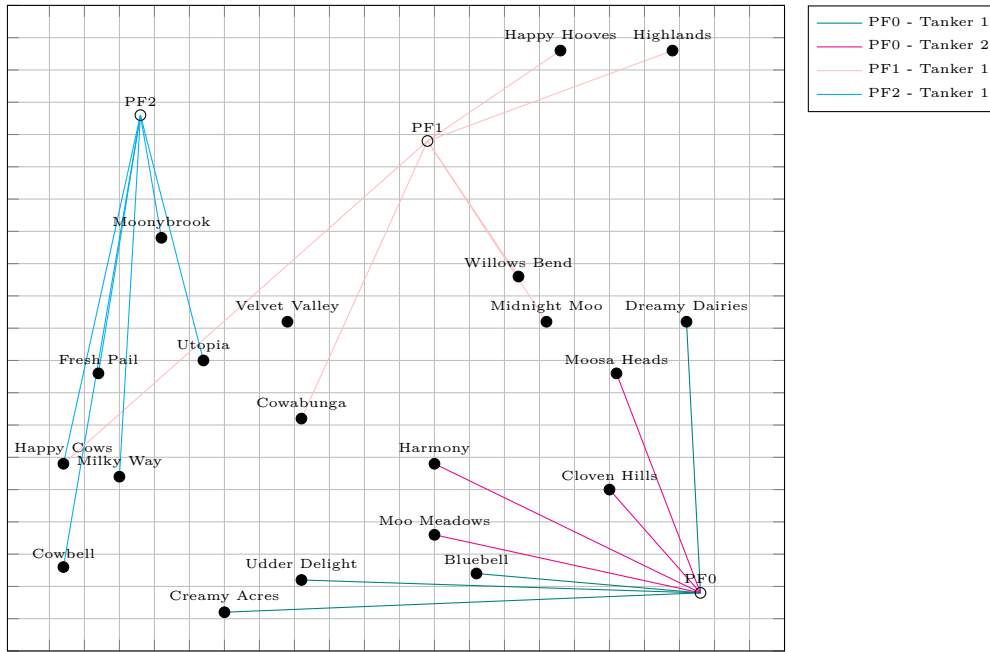 Happy Hooves
Highlands
PF2
PF1
Moonybrook
Willows Bend
Velvet Valley
Midnight Moo
Dreamy Dairies
Utopia
Fresh Pail
Moosa Heads
Cowabunga
Happy Cows
Harmony
Milky Way
Cloven Hills
Moo Meadows
Cowbell
Udder Delight
Bluebell
PF0
Creamy Acres
PF0 - Tanker 1
PF0 - Tanker 2
PF1 - Tanker 1
PF2 - Tanker 1